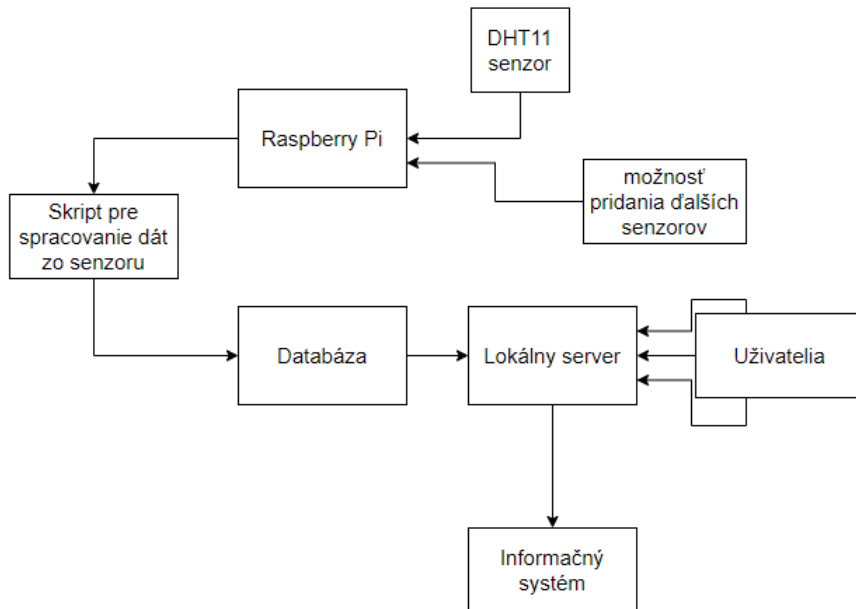 DHT11
senzor
Raspberry Pi
možnosť
pridania ďalších
senzorov
Skript pre
spracovanie dát
zo senzoru
Databáza
Lokálny server
Uživatelia
Informačný
systém